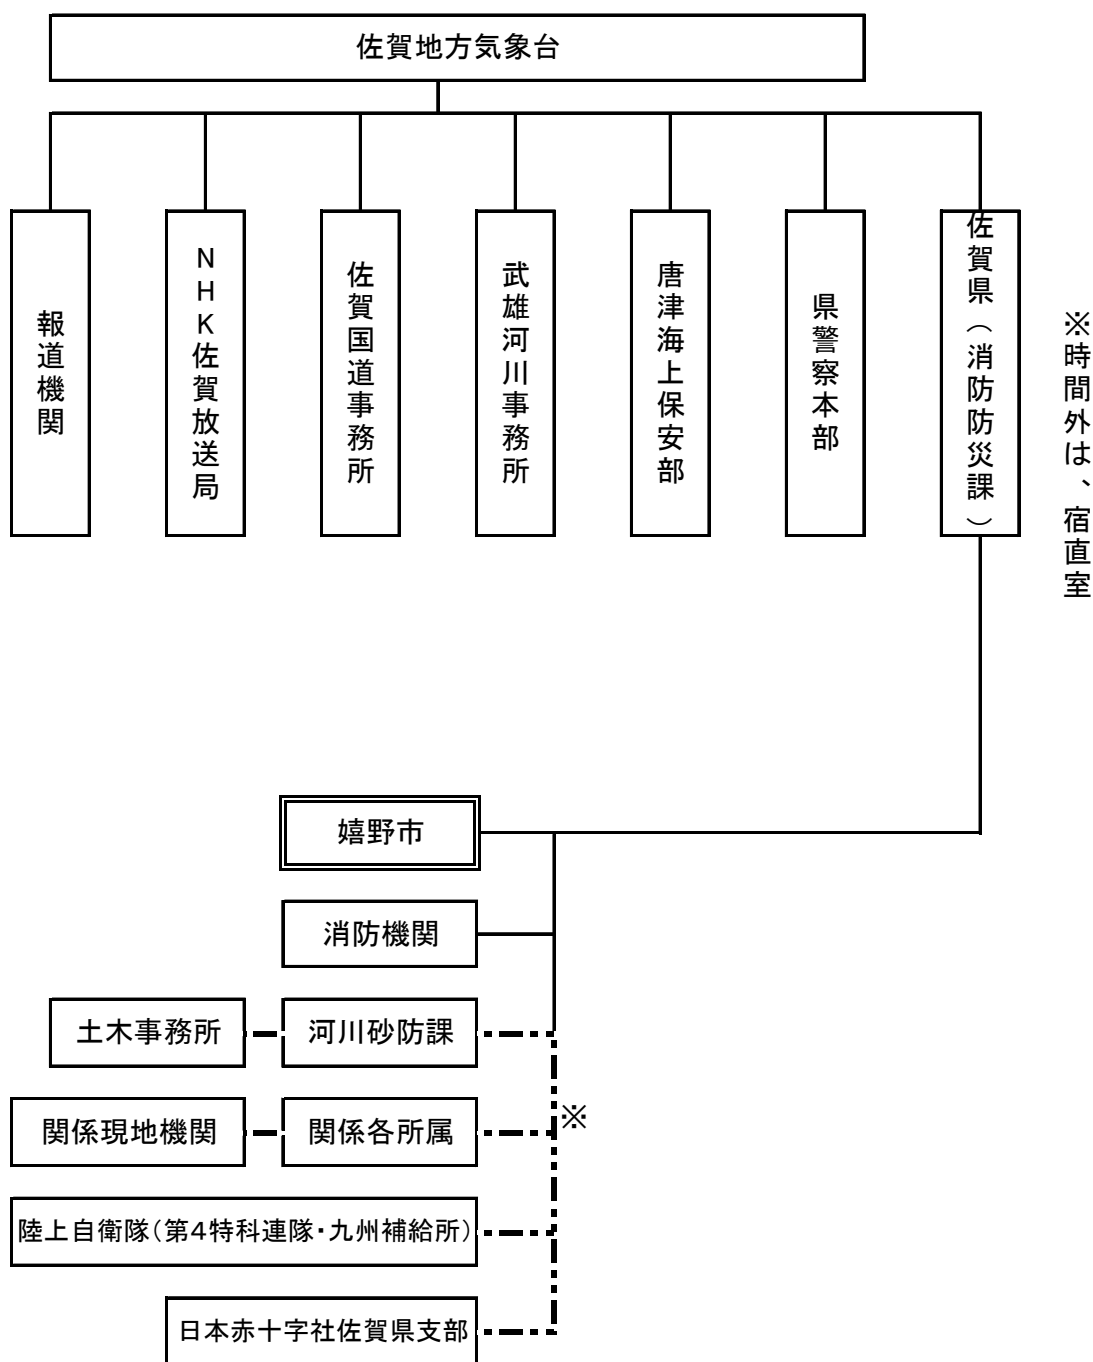 佐賀地方気象台
報道機関
NHK佐賀放送局
佐賀国道事務所
武雄河川事務所
唐津海上保安部
県警察本部
佐賀県(消防防災課)
※時間外は、宿直室
嬉野市
消防機関
土木事務所
河川砂防課
関係現地機関
関係各所属
※
陸上自衛隊(第4特科連隊・九州補給所)
日本赤十字社佐賀県支部